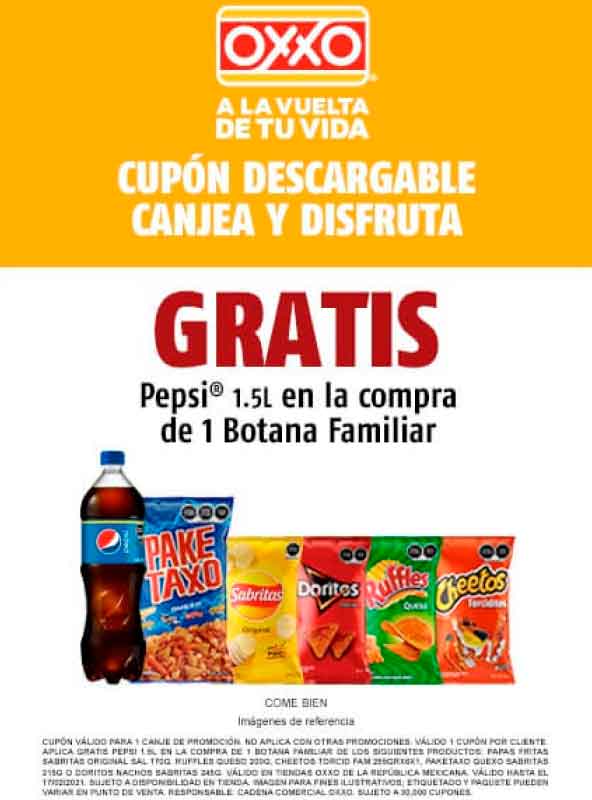 OXXO
A LA VUELTA
DE TU VIDA
CUPÓN DESCARGABLE
CANJEA Y DISFRUTA
GRATIS
Pepsi® 1.5L en la compra
de 1 Botana Familiar
pepsi
PAKE
TAXO
Sabritas
Original
Doritos
Ruffles
Queso
Cheetos
Torciditos
COME BIEN
Imágenes de referencia
CUPÓN VÁLIDO PARA 1 CANJE DE PROMOCIÓN. NO APLICA CON OTRAS PROMOCIONES. VÁLIDO 1 CUPÓN POR CLIENTE.
APLICA GRATIS PEPSI 1.5L EN LA COMPRA DE 1 BOTANA FAMILIAR DE LOS SIGUIENTES PRODUCTOS: PAPAS FRITAS
SABRITAS ORIGINAL SAL 170G, RUFFLES QUESO 200G, CHEETOS TORCID FAM 285GRX6X1, PAKETAXO QUEXO SABRITAS
215G O DORITOS NACHOS SABRITAS 245G. VÁLIDO EN TIENDAS OXXO DE LA REPÚBLICA MEXICANA. VÁLIDO HASTA EL
17/02/2021. SUJETO A DISPONIBILIDAD EN TIENDA. IMAGEN PARA FINES ILUSTRATIVOS; ETIQUETADO Y PAQUETE PUEDEN
VARIAR EN PUNTO DE VENTA. RESPONSABLE: CADENA COMERCIAL OXXO. SUJETO A 30,000 CUPONES.